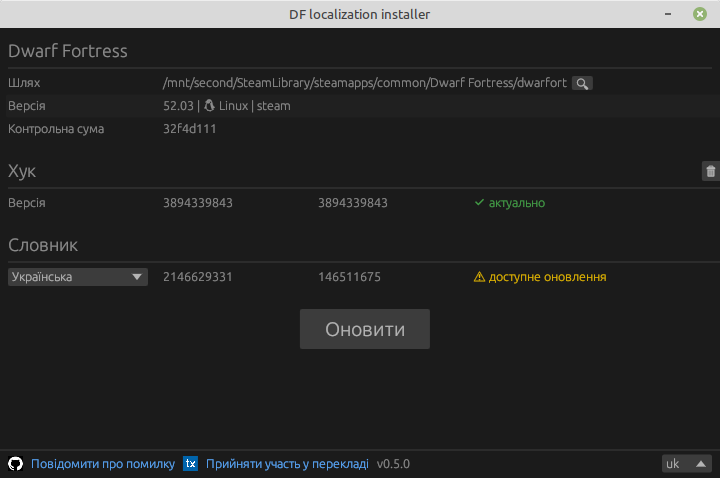 DF localization installer
Dwarf Fortress
Шлях /mnt/second/SteamLibrary/steamapps/common/Dwarf Fortress/dwarfort
Версія 52.03 | Linux | steam
Контрольна сума 32f4d111
Хук
Версія 3894339843 3894339843 ✓ актуально
Словник
Українська 2146629331 146511675 ⚠ доступне оновлення
Оновити
Повідомити про помилку tx Прийняти участь у перекладі v0.5.0 uk